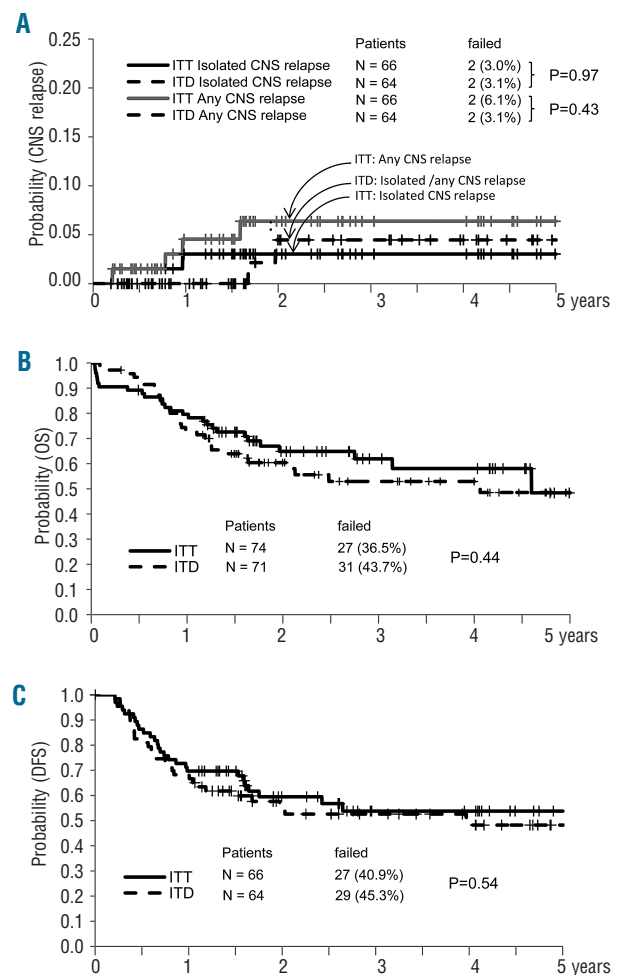 A
Probability (CNS relapse)
0.25
0.20
0.15
0.10
0.05
0.00
Patients failed
ITT Isolated CNS relapse N = 66 2 (3.0%)
ITD Isolated CNS relapse N = 64 2 (3.1%)
P=0.97
ITT Any CNS relapse N = 66 2 (6.1%)
ITD Any CNS relapse N = 64 2 (3.1%)
P=0.43
ITT: Any CNS relapse
ITD: Isolated /any CNS relapse
ITT: Isolated CNS relapse
0 1 2 3 4 5 years
B
Probability (OS)
1.0
0.9
0.8
0.7
0.6
0.5
0.4
0.3
0.2
0.1
0.0
Patients failed
ITT N = 74 27 (36.5%)
ITD N = 71 31 (43.7%)
P=0.44
0 1 2 3 4 5 years
C
Probability (DFS)
1.0
0.9
0.8
0.7
0.6
0.5
0.4
0.3
0.2
0.1
0.0
Patients failed
ITT N = 66 27 (40.9%)
ITD N = 64 29 (45.3%)
P=0.54
0 1 2 3 4 5 years